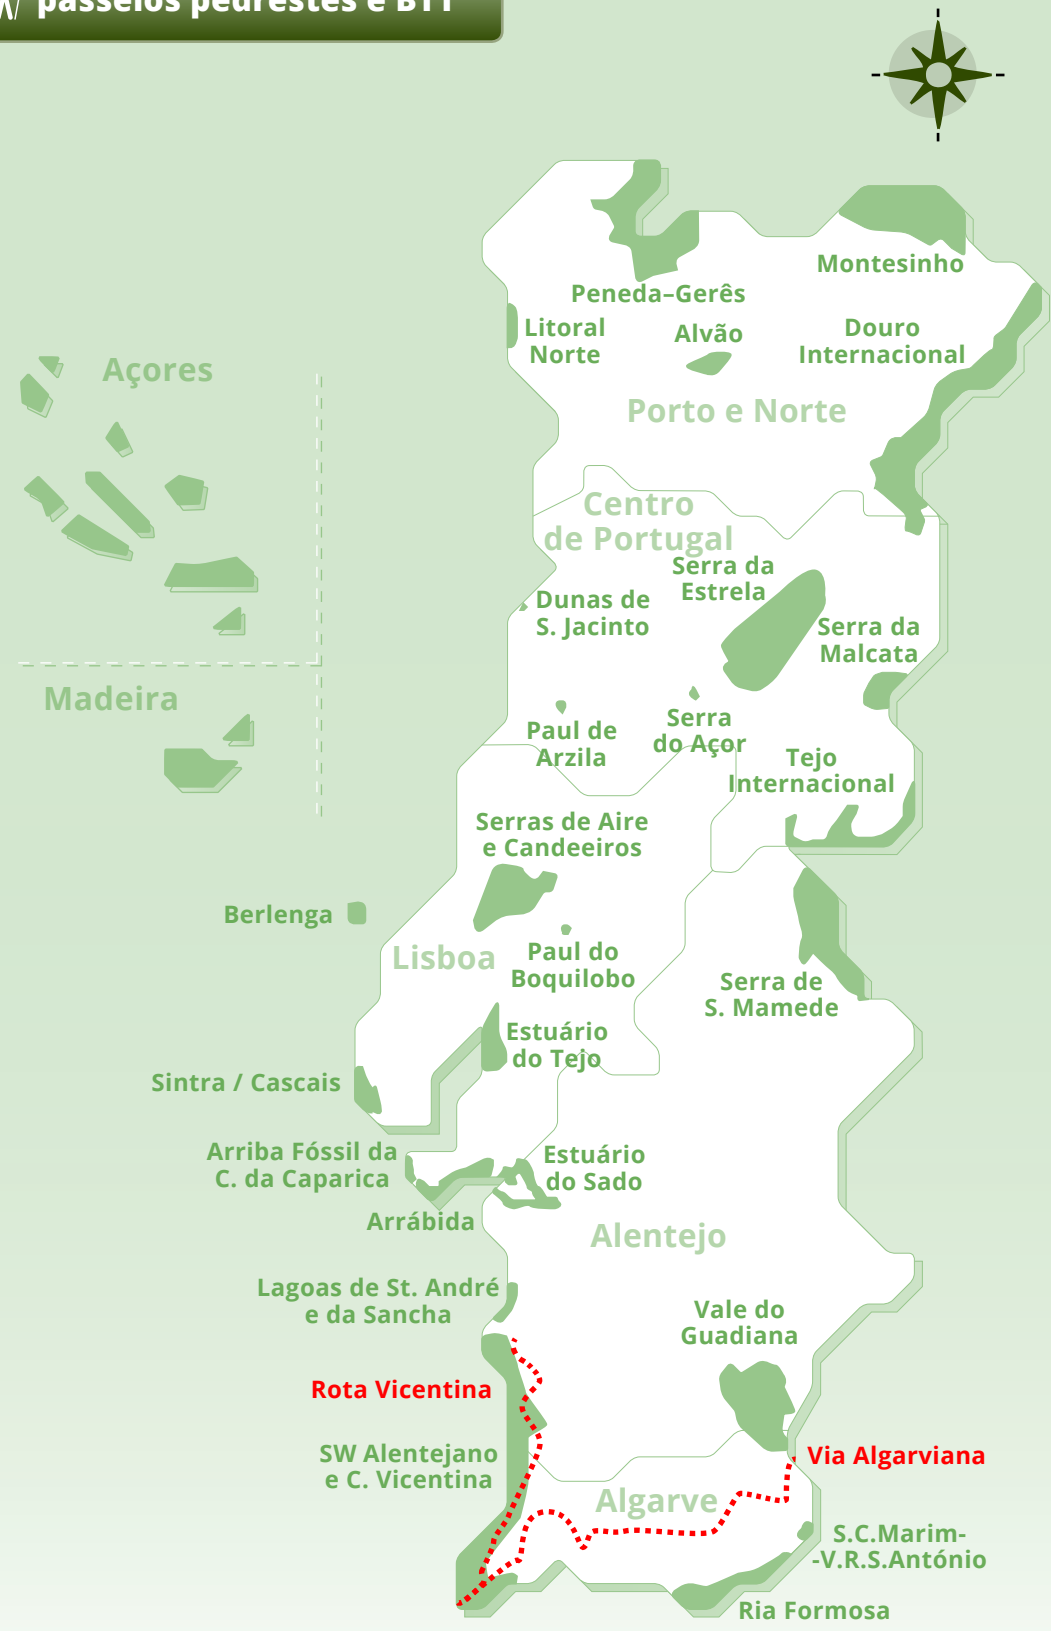 passeios pedrestes e BTT
Montesinho
Peneda–Gerês
Litoral
Norte
Alvão
Douro
Internacional
Açores
Porto e Norte
Centro
de Portugal
Serra da
Estrela
Dunas de
S. Jacinto
Serra da
Malcata
Madeira
Paul de
Arzila
Serra
do Açor
Tejo
Internacional
Serras de Aire
e Candeeiros
Berlenga
Lisboa
Paul do
Boquilobo
Serra de
S. Mamede
Estuário
do Tejo
Sintra / Cascais
Arriba Fóssil da
C. da Caparica
Estuário
do Sado
Arrábida
Alentejo
Lagoas de St. André
e da Sancha
Vale do
Guadiana
Rota Vicentina
SW Alentejano
e C. Vicentina
Via Algarviana
Algarve
S.C.Marim-
-V.R.S.António
Ria Formosa